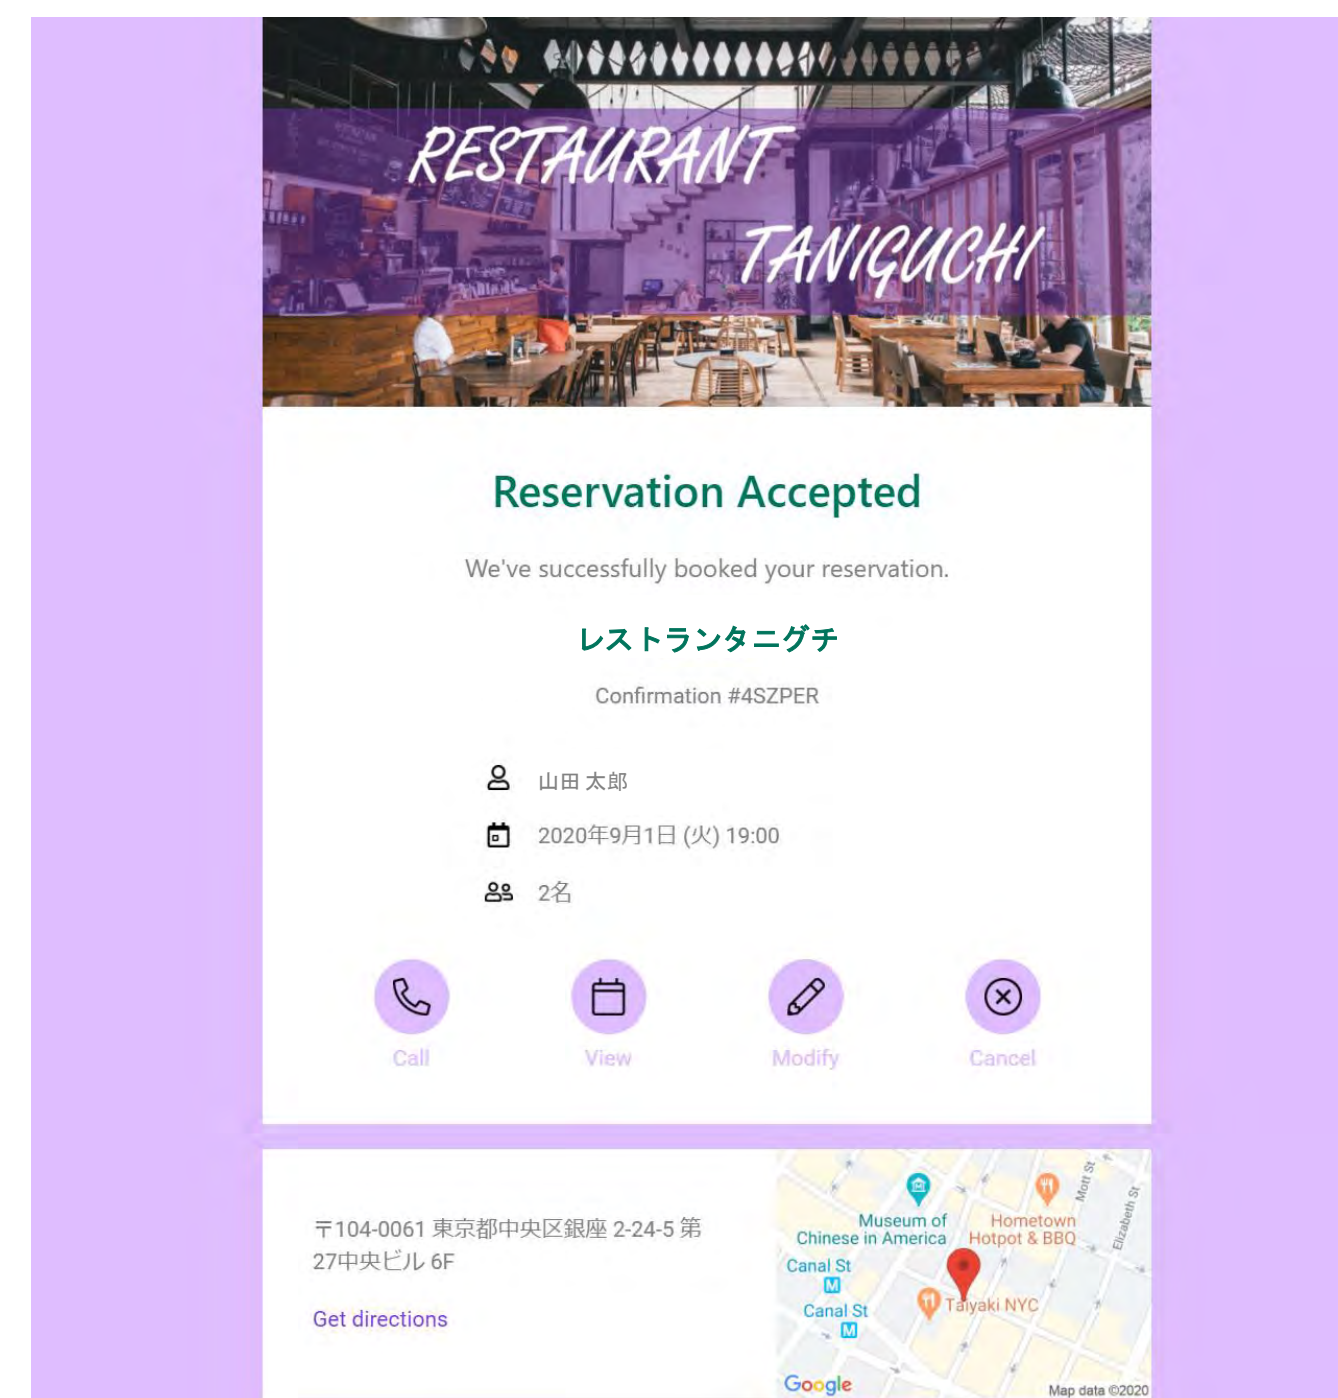 RESTAURANT
TANIGUCHI
Reservation Accepted
We've successfully booked your reservation.
レストランタニグチ
Confirmation #4SZPER
山田 太郎
2020年9月1日 (火) 19:00
2名
Call
View
Modify
Cancel
〒104-0061 東京都中央区銀座 2-24-5 第
27中央ビル 6F
Get directions
Mott St
Elizabeth St
Museum of
Chinese in America
Hometown
Hotpot & BBQ
Canal St
M
Canal St
M
Taiyaki NYC
Google
Map data ©2020